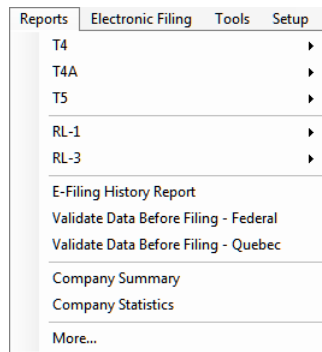 Reports Electronic Filing Tools Setup
T4
T4A
T5
RL-1
RL-3
E-Filing History Report
Validate Data Before Filing - Federal
Validate Data Before Filing - Quebec
Company Summary
Company Statistics
More...